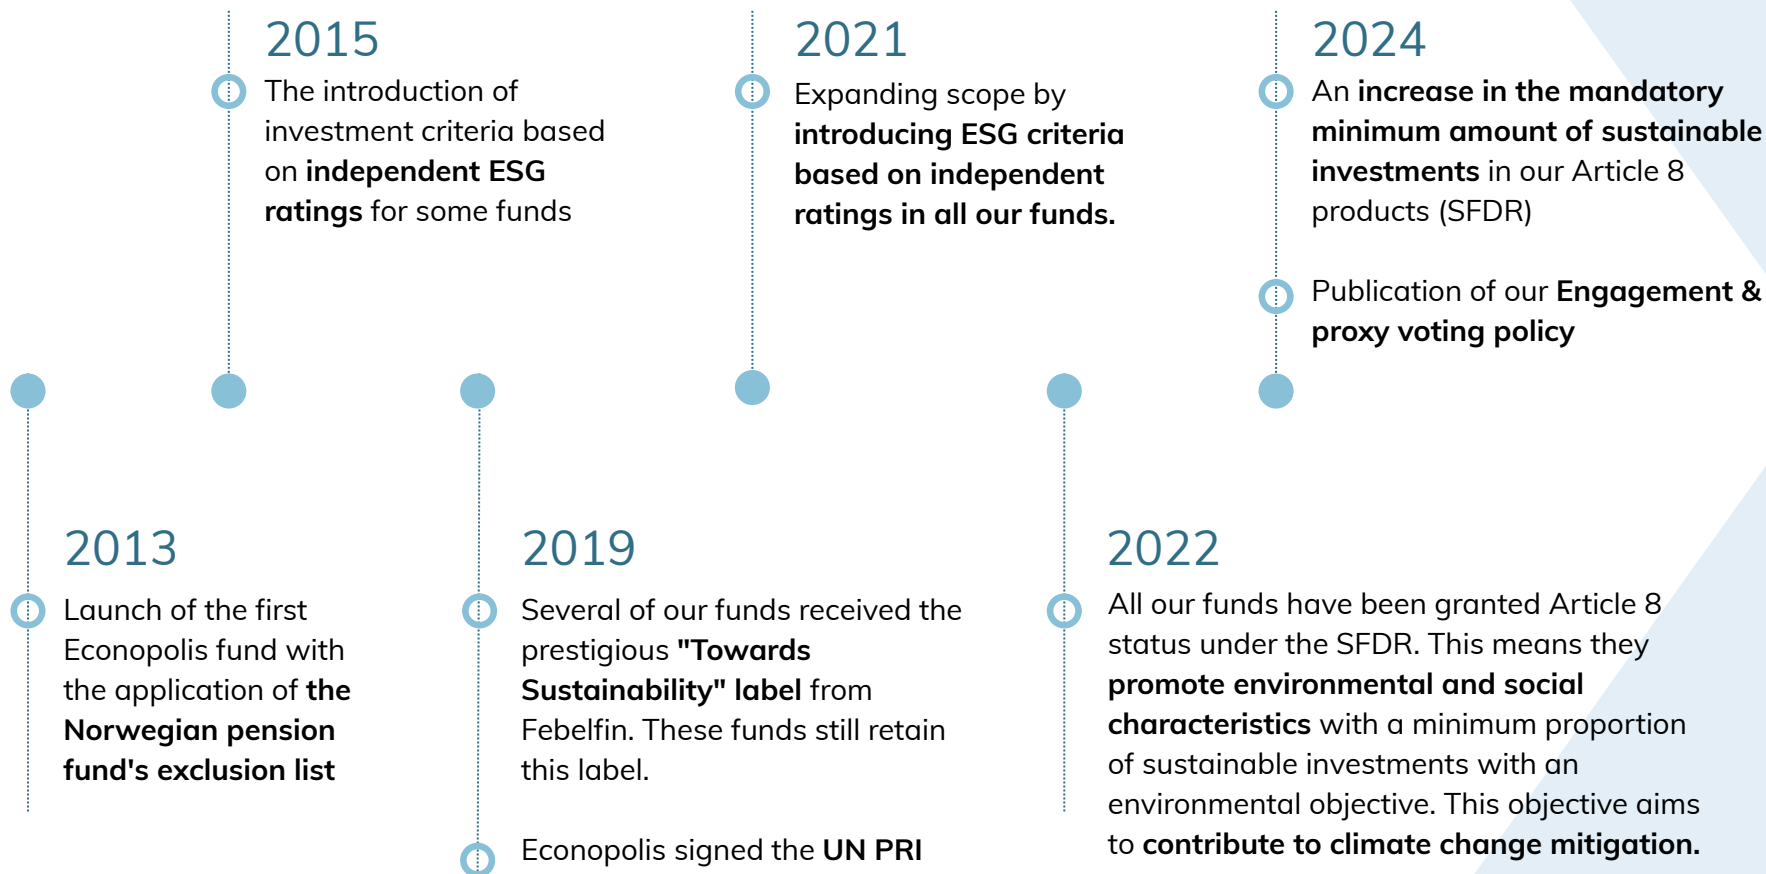 2015
The introduction of
investment criteria based
on independent ESG
ratings for some funds
2021
Expanding scope by
introducing ESG criteria
based on independent
ratings in all our funds.
2024
An increase in the mandatory
minimum amount of sustainable
investments in our Article 8
products (SFDR)
Publication of our Engagement &
proxy voting policy
2013
Launch of the first
Econopolis fund with
the application of the
Norwegian pension
fund's exclusion list
2019
Several of our funds received the
prestigious "Towards
Sustainability" label from
Febelfin. These funds still retain
this label.
Econopolis signed the UN PRI
2022
All our funds have been granted Article 8
status under the SFDR. This means they
promote environmental and social
characteristics with a minimum proportion
of sustainable investments with an
environmental objective. This objective aims
to contribute to climate change mitigation.